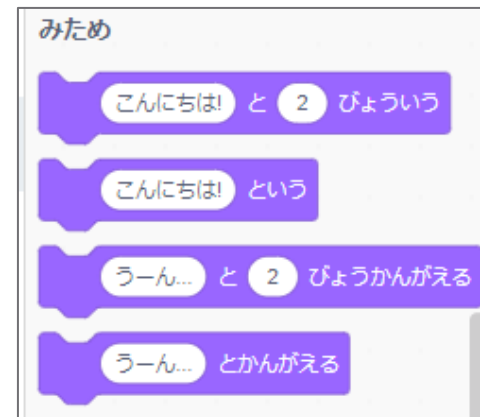 みため
こんにちは! と 2 びょういう
こんにちは! という
うーん... と 2 びょうかんがえる
うーん... とかんがえる